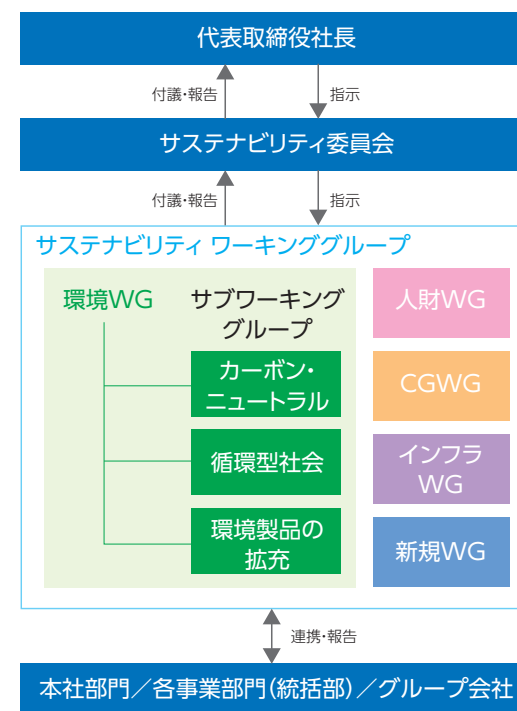 代表取締役社長
付議・報告
指示
サステナビリティ委員会
付議・報告
指示
サステナビリティ ワーキンググループ
環境WG
サブワーキング
グループ
カーボン・
ニュートラル
循環型社会
環境製品の
拡充
人財WG
CGWG
インフラ
WG
新規WG
連携・報告
本社部門／各事業部門(統括部)／グループ会社